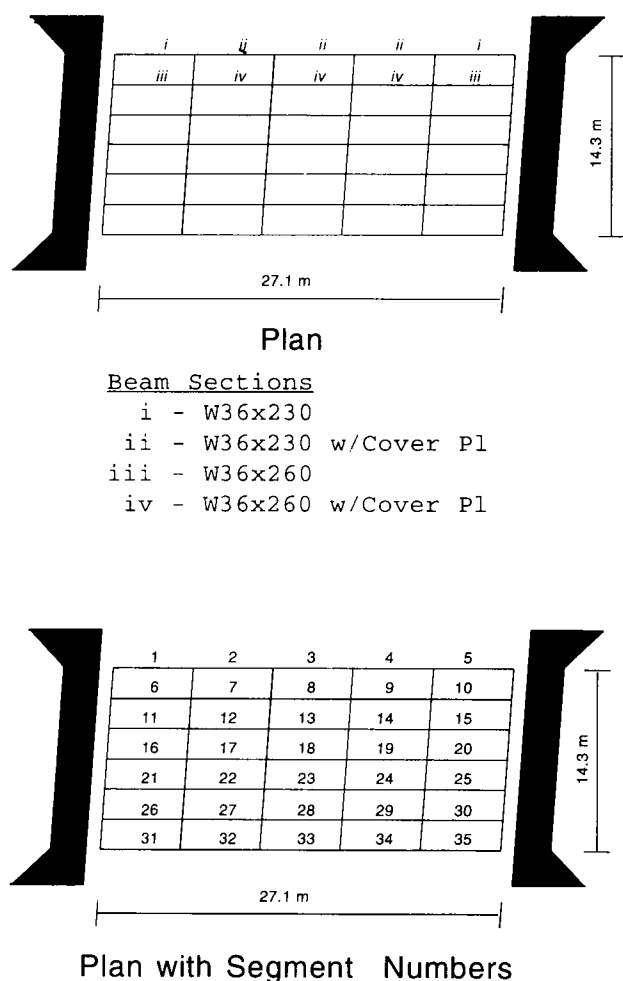 i ii ii ii i
iii iv iv iv iii
14.3 m
27.1 m
Plan
Beam Sections
i - W36x230
ii - W36x230 w/Cover Pl
iii - W36x260
iv - W36x260 w/Cover Pl
1 2 3 4 5
6 7 8 9 10
11 12 13 14 15
16 17 18 19 20
21 22 23 24 25
26 27 28 29 30
31 32 33 34 35
14.3 m
27.1 m
Plan with Segment Numbers